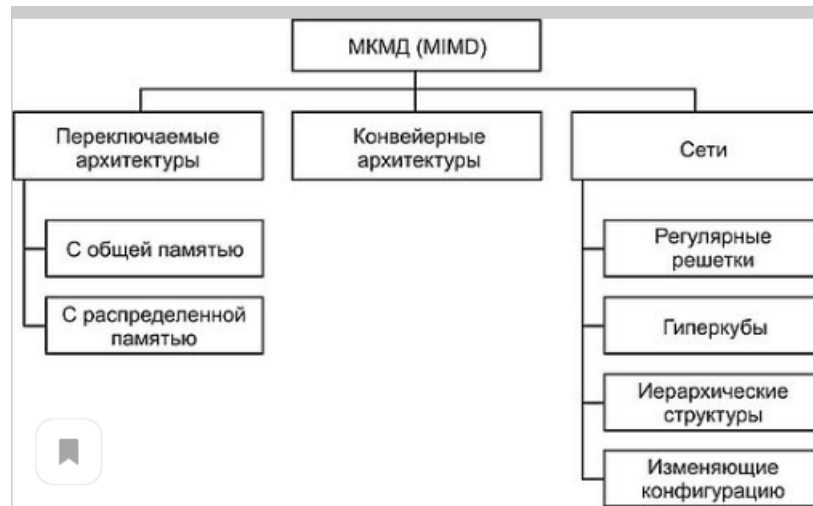 МКМД (MIMD)
Переключаемые
архитектуры
Конвейерные
архитектуры
Сети
С общей памятью
С распределенной
памятью
Регулярные
решетки
Гиперкубы
Иерархические
структуры
Изменяющие
конфигурацию